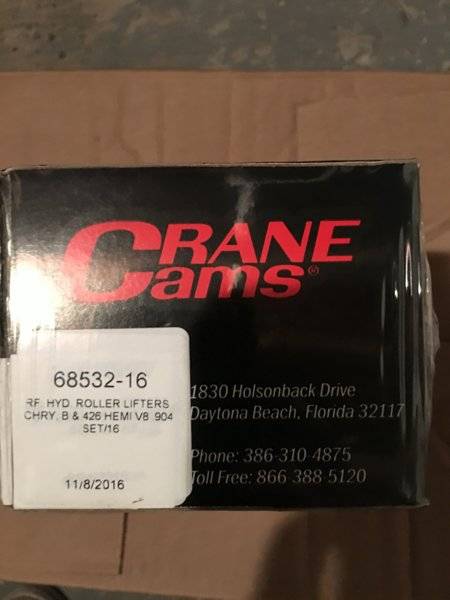 CRANE
Cams®
68532-16
RF. HYD. ROLLER LIFTERS
CHRY. B & 426 HEMI V8 .904
SET/16
11/8/2016
1830 Holsonback Drive
Daytona Beach, Florida 32117
Phone: 386-310-4875
Toll Free: 866-388-5120